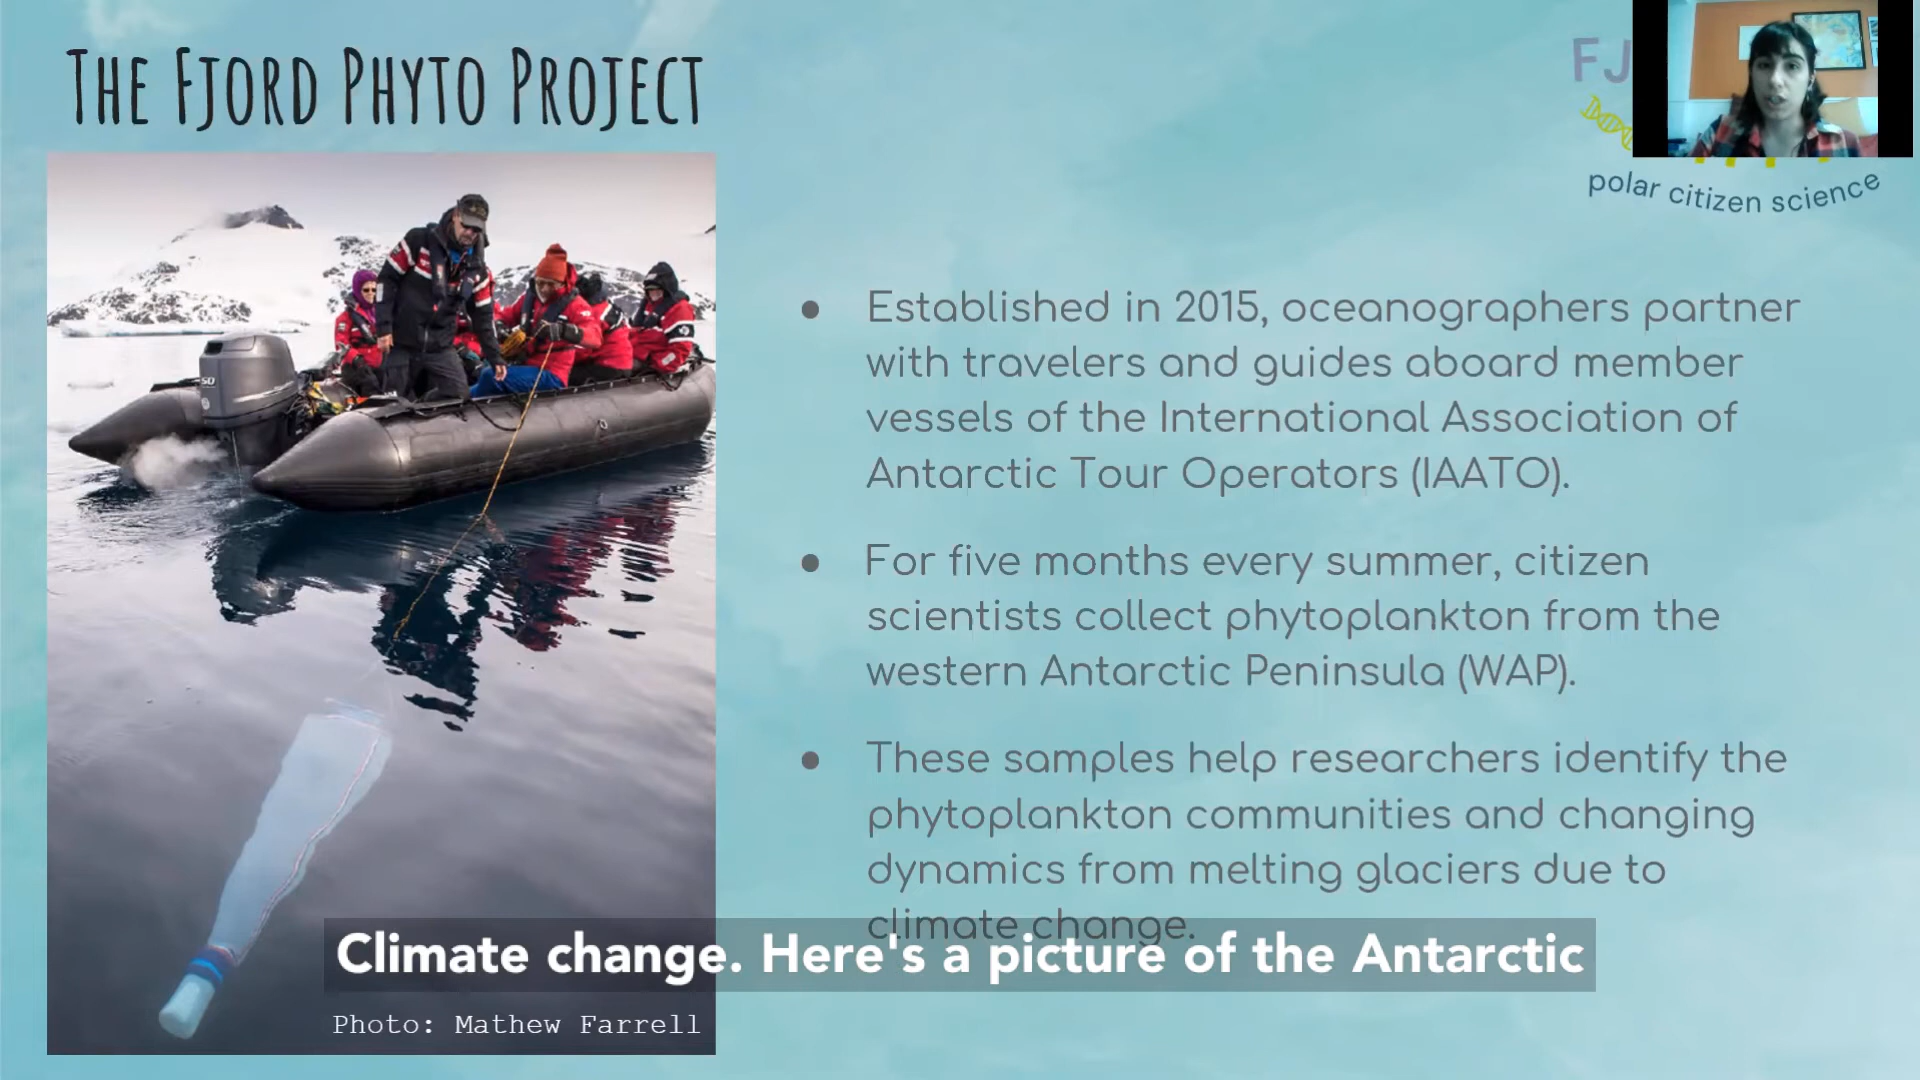 THE FJORD PHYTO PROJECT
FJ
polar citizen science
50
● Established in 2015, oceanographers partner
with travelers and guides aboard member
vessels of the International Association of
Antarctic Tour Operators (IAATO).
● For five months every summer, citizen
scientists collect phytoplankton from the
western Antarctic Peninsula (WAP).
● These samples help researchers identify the
phytoplankton communities and changing
dynamics from melting glaciers due to
climate change.
Climate change. Here's a picture of the Antarctic
Photo: Mathew Farrell